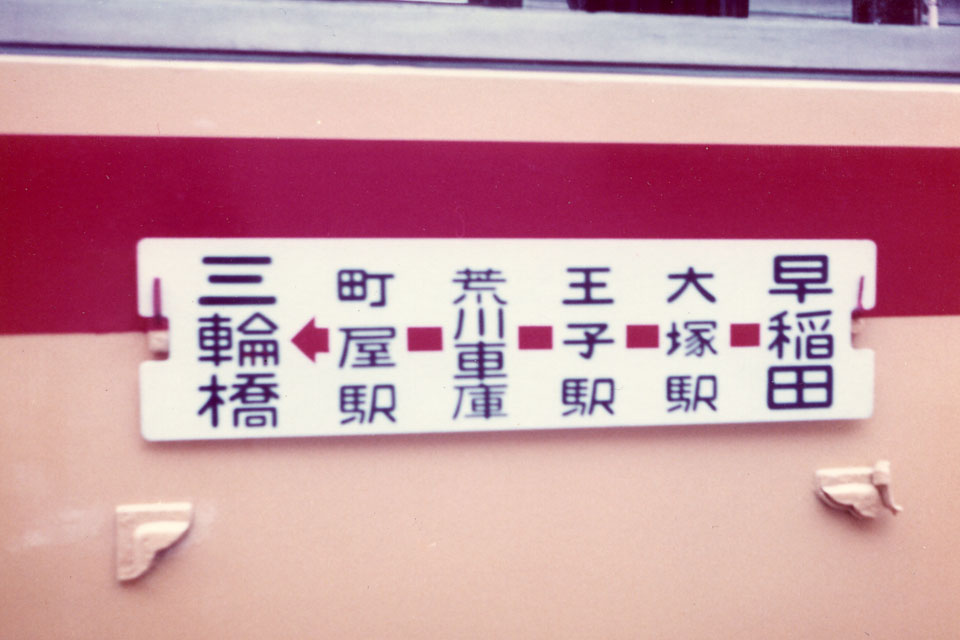 三輪橋
町屋駅
荒川車庫
王子駅
大塚駅
早稲田